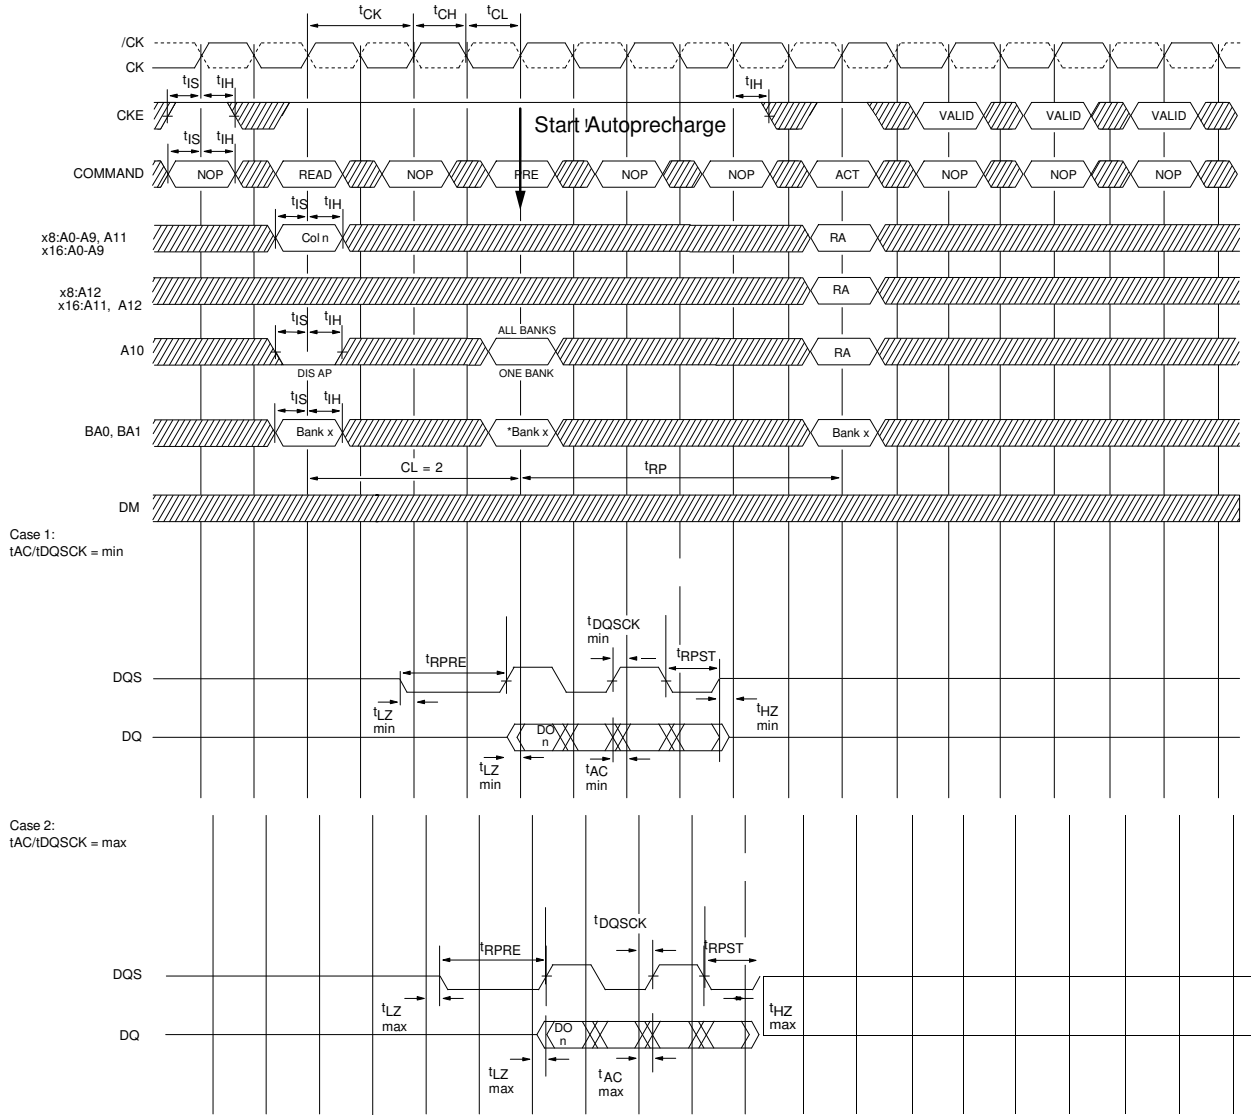 tCK tCH tCL
/CK
CK
tIS tIH tIH
CKE VALID VALID VALID
Start !Autoprecharge
tIS tIH
COMMAND NOP READ NOP PRE NOP NOP ACT NOP NOP NOP
tIS tIH
x8:A0-A9, A11 Col n RA
x16:A0-A9
x8:A12 RA
x16:A11, A12
tIS tIH ALL BANKS
A10 RA
DIS AP ONE BANK
tIS tIH
BA0, BA1 Bank x *Bank x Bank x
CL = 2 tRP
DM
Case 1:
tAC/tDQSCK = min
tDQSCK
min
tRPRE tRPST
DQS
tLZ
min
tHZ
min
DQ DO
n
tLZ
min
tAC
min
Case 2:
tAC/tDQSCK = max
tDQSCK
tRPRE tRPST
DQS
tLZ
max
tHZ
max
DQ DO
n
tLZ
max
tAC
max